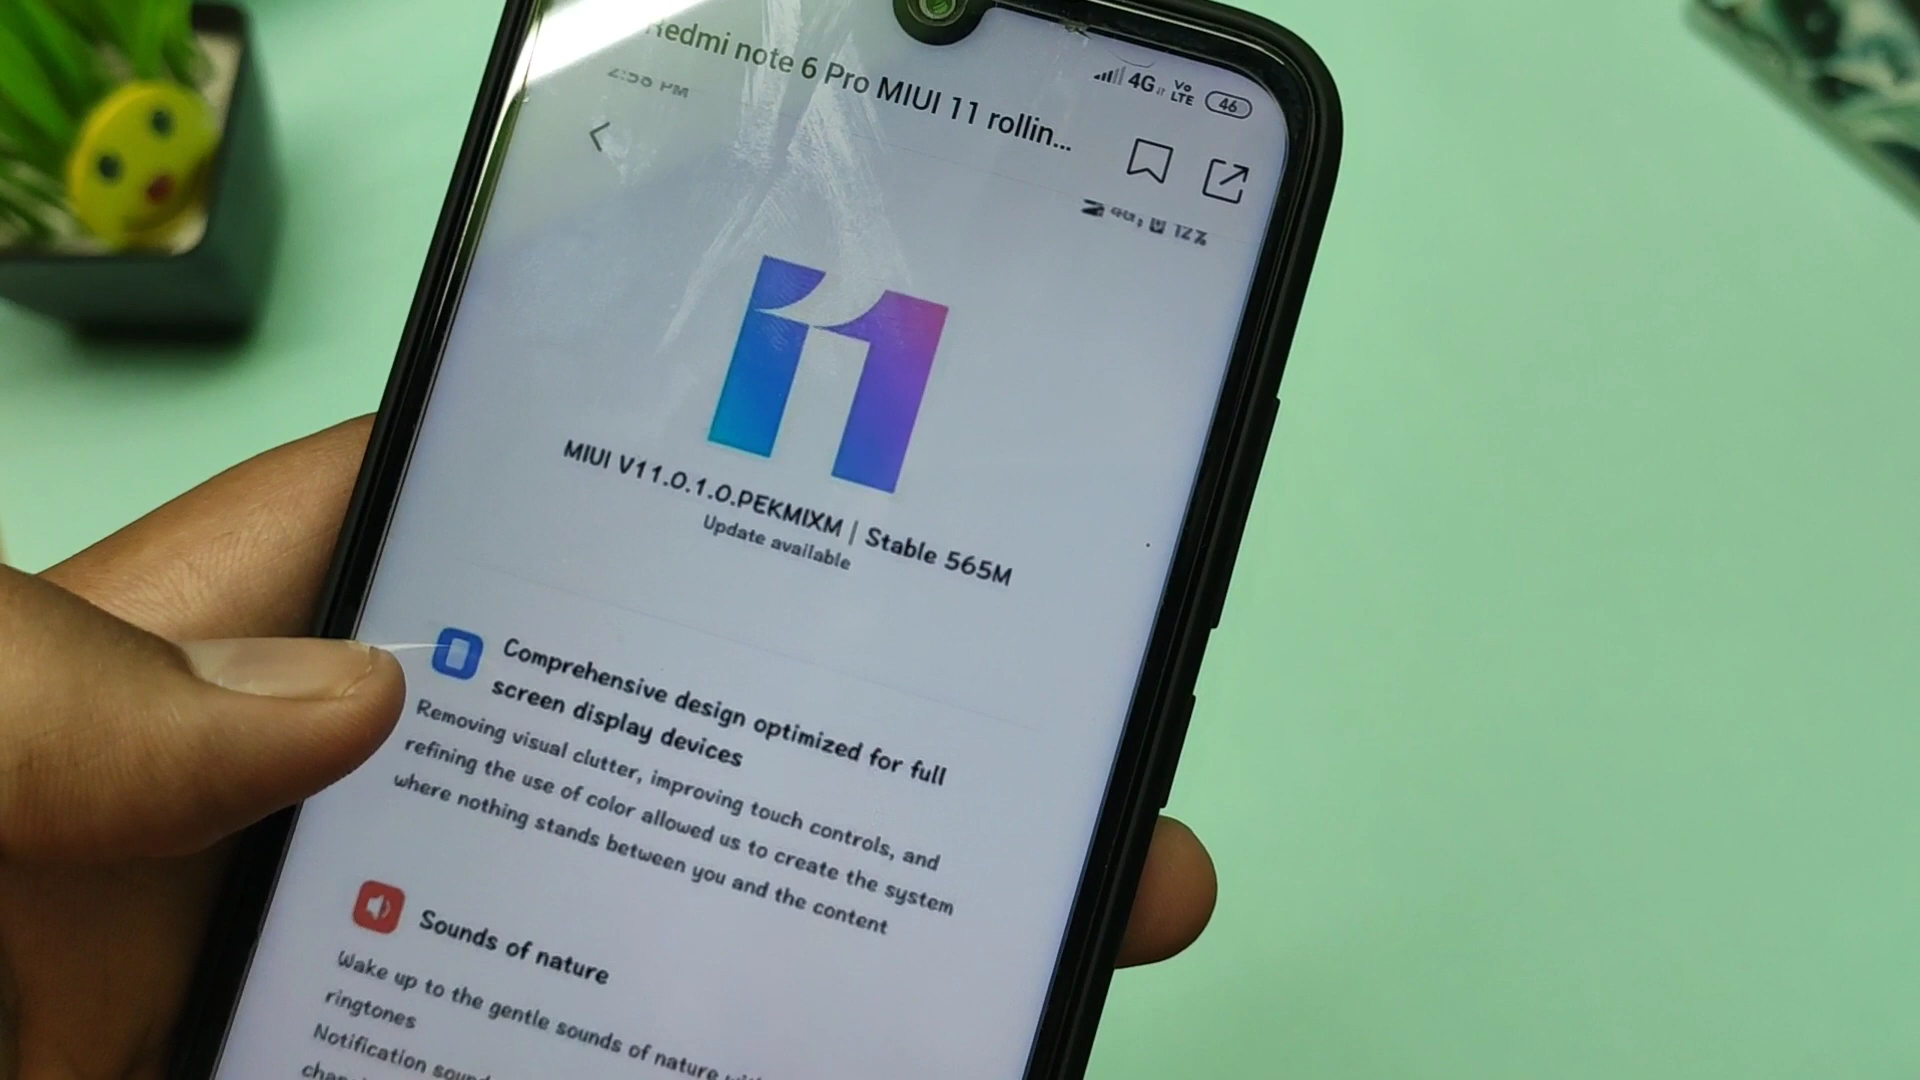 Redmi note 6 Pro MIUI 11 rollin...
4G Vo LTE 46
2:56 PM
12%
11
MIUI V11.0.1.0.PEKMIXM | Stable 565M
Update available
Comprehensive design optimized for full
screen display devices
Removing visual clutter, improving touch controls, and
refining the use of color allowed us to create the system
where nothing stands between you and the content
Sounds of nature
Wake up to the gentle sounds of nature
ringtones
Notification